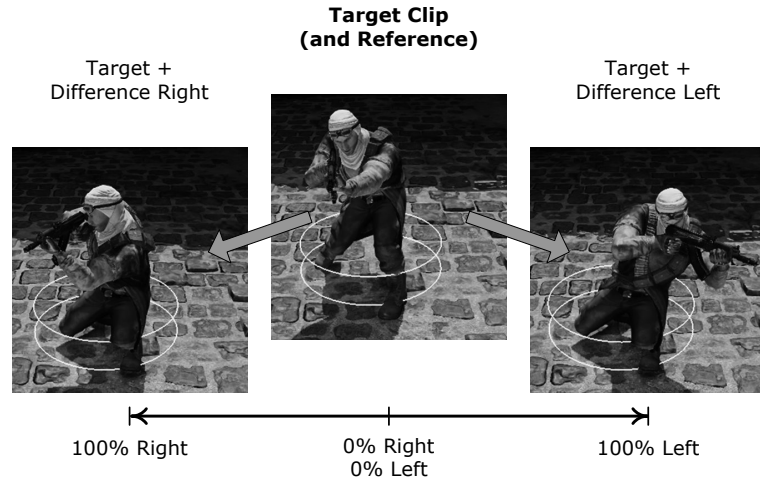 Target Clip
(and Reference)
Target +
Difference Right
Target +
Difference Left
100% Right
0% Right
0% Left
100% Left